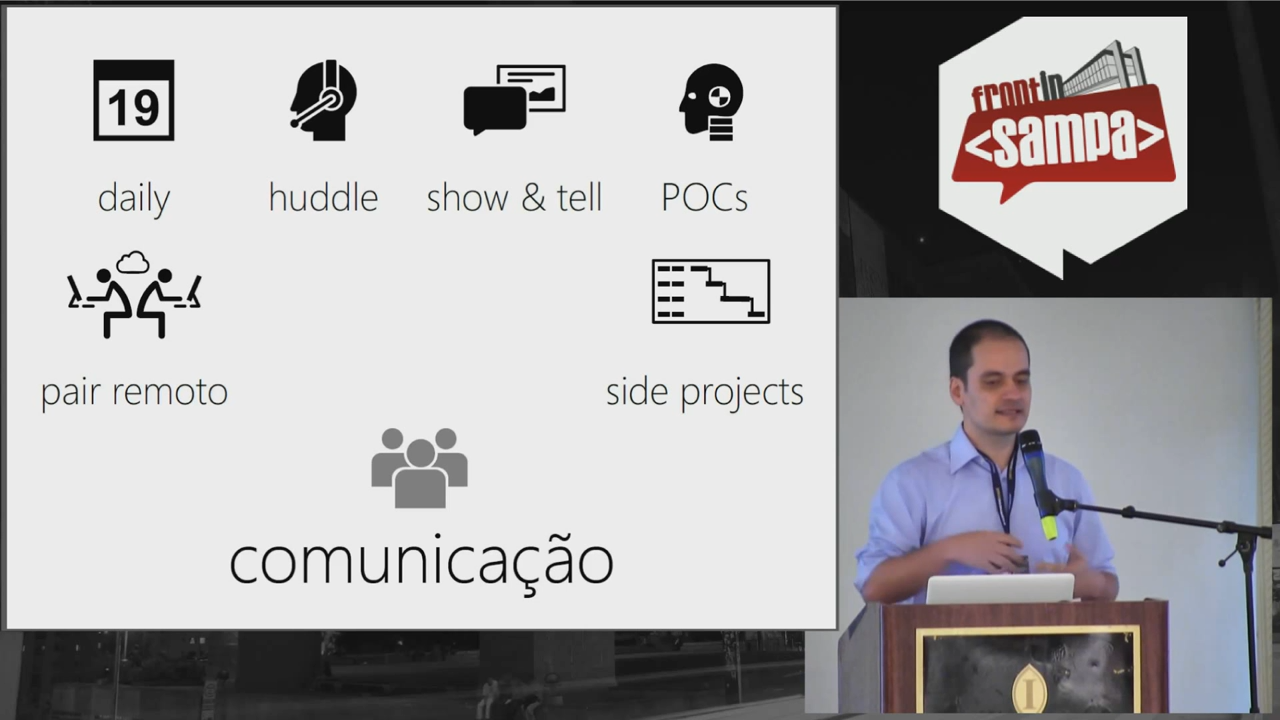 19
daily
huddle
show & tell
POCs
pair remoto
side projects
comunicação
frontin
<sampa>
I